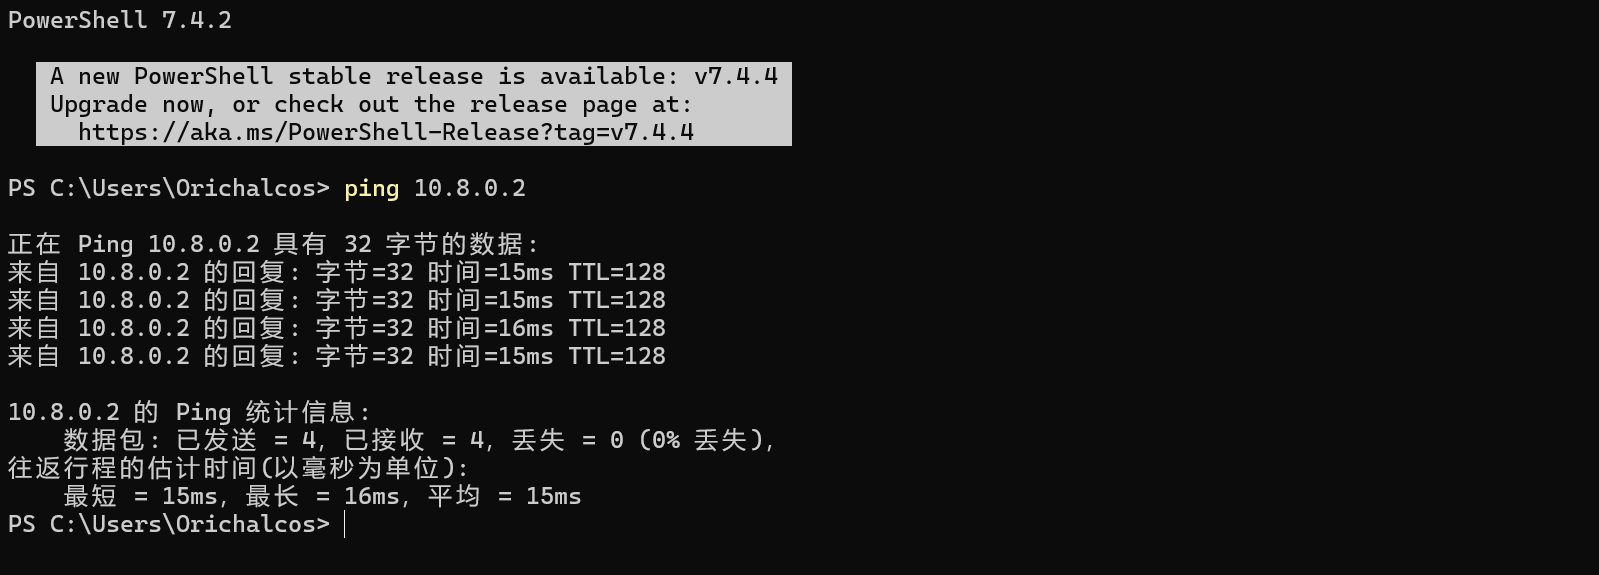 PowerShell 7.4.2
A new PowerShell stable release is available: v7.4.4
Upgrade now, or check out the release page at:
https://aka.ms/PowerShell-Release?tag=v7.4.4
PS C:\Users\Orichalcos> ping 10.8.0.2
正在 Ping 10.8.0.2 具有 32 字节的数据:
来自 10.8.0.2 的回复: 字节=32 时间=15ms TTL=128
来自 10.8.0.2 的回复: 字节=32 时间=15ms TTL=128
来自 10.8.0.2 的回复: 字节=32 时间=16ms TTL=128
来自 10.8.0.2 的回复: 字节=32 时间=15ms TTL=128
10.8.0.2 的 Ping 统计信息:
数据包: 已发送 = 4，已接收 = 4，丢失 = 0 (0% 丢失)，
往返行程的估计时间(以毫秒为单位):
最短 = 15ms，最长 = 16ms，平均 = 15ms
PS C:\Users\Orichalcos>